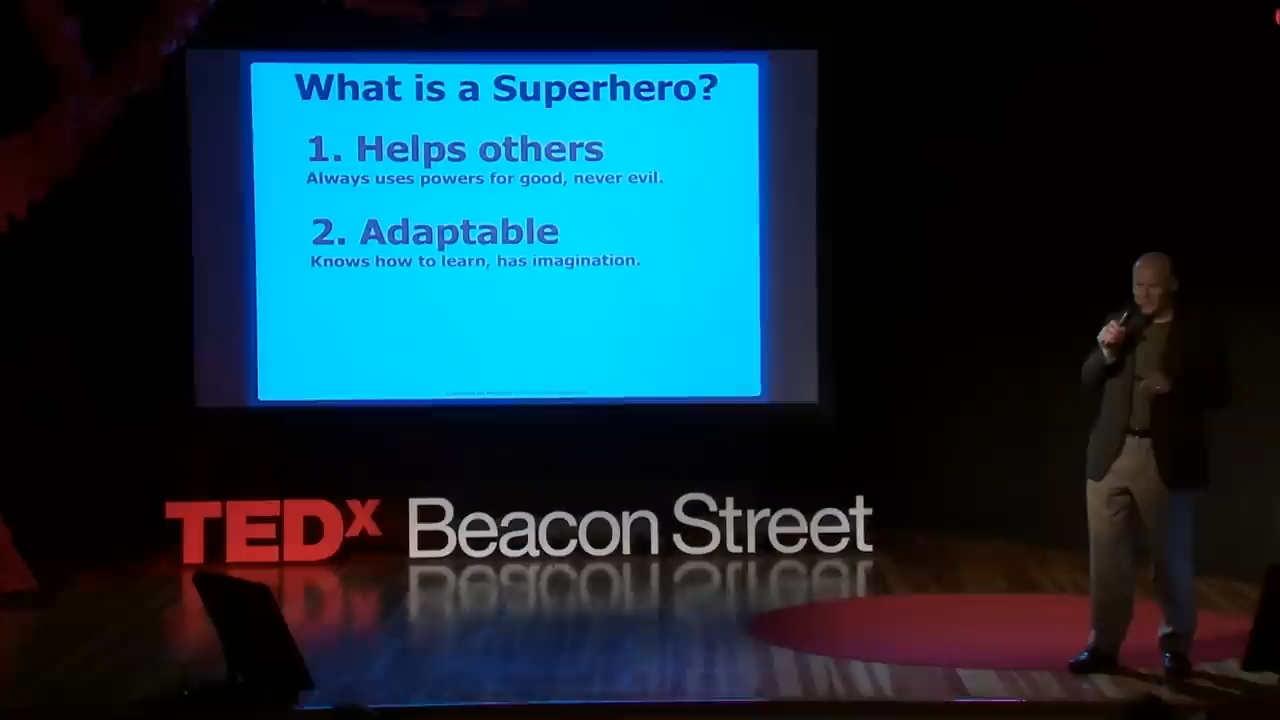 What is a Superhero?
1. Helps others
Always uses powers for good, never evil.
2. Adaptable
Knows how to learn, has imagination.
TEDx Beacon Street